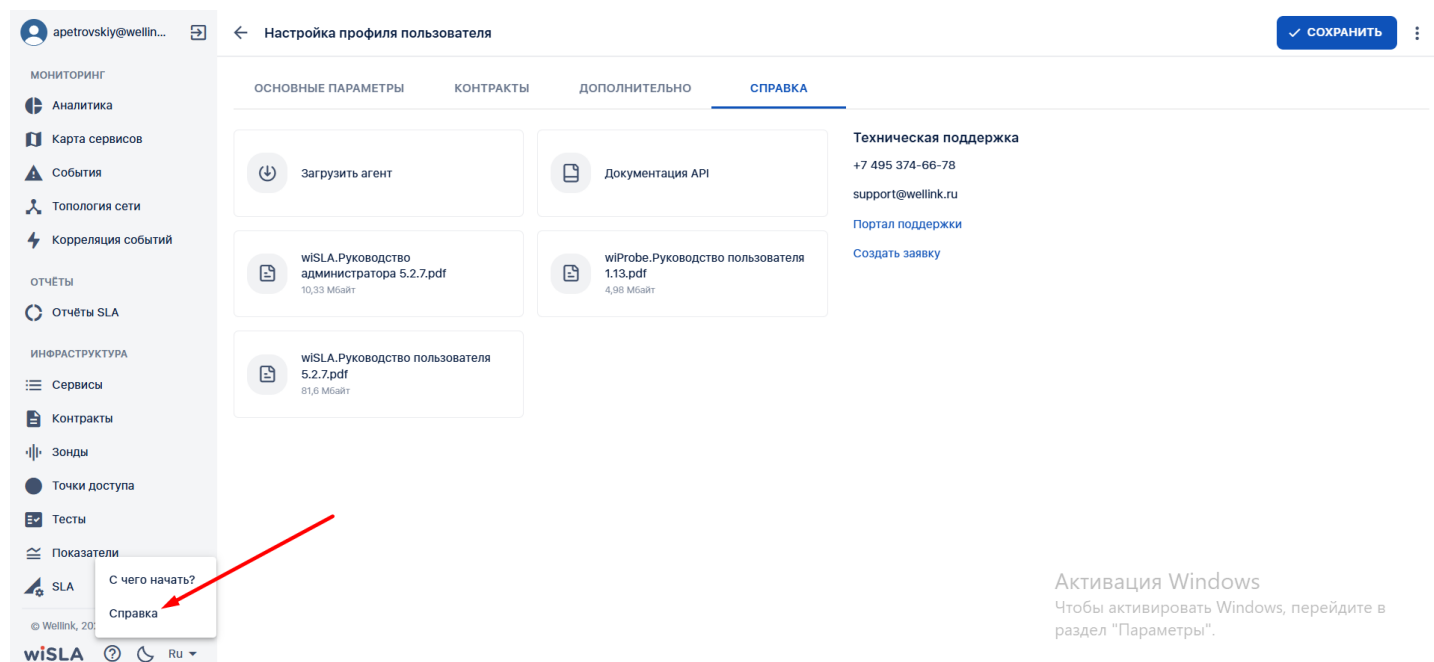 apetrovskiy@wellin...
МОНИТОРИНГ
Аналитика
Карта сервисов
События
Топология сети
Корреляция событий
ОТЧЁТЫ
Отчёты SLA
ИНФРАСТРУКТУРА
Сервисы
Контракты
Зонды
Точки доступа
Тесты
Показатели
SLA
С чего начать?
Справка
© Wellink, 20
wiSLA
Ru
Настройка профиля пользователя
СОХРАНИТЬ
ОСНОВНЫЕ ПАРАМЕТРЫ КОНТРАКТЫ ДОПОЛНИТЕЛЬНО СПРАВКА
Загрузить агент
Документация API
wiSLA.Руководство
администратора 5.2.7.pdf
10,33 Мбайт
wiProbe.Руководство пользователя
1.13.pdf
4,98 Мбайт
wiSLA.Руководство пользователя
5.2.7.pdf
81,6 Мбайт
Техническая поддержка
+7 495 374-66-78
support@wellink.ru
Портал поддержки
Создать заявку
Активация Windows
Чтобы активировать Windows, перейдите в
раздел "Параметры".